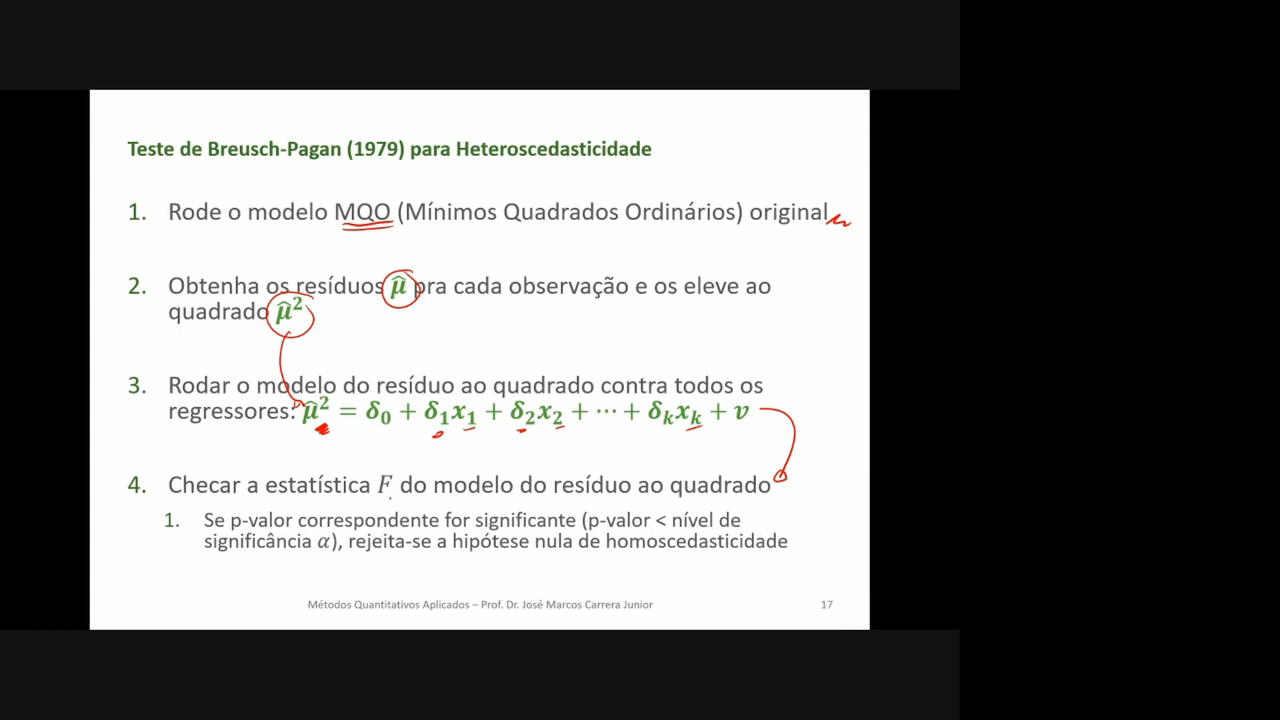 Teste de Breusch-Pagan (1979) para Heteroscedasticidade
1. Rode o modelo MQO (Mínimos Quadrados Ordinários) original
2. Obtenha os resíduos μ̂ pra cada observação e os eleve ao
quadrado μ̂²
3. Rodar o modelo do resíduo ao quadrado contra todos os
regressores: μ̂² = δ₀ + δ₁x₁ + δ₂x₂ + ⋯ + δₖxₖ + v
4. Checar a estatística F do modelo do resíduo ao quadrado
1. Se p-valor correspondente for significante (p-valor < nível de
significância α), rejeita-se a hipótese nula de homoscedasticidade
Métodos Quantitativos Aplicados – Prof. Dr. José Marcos Carrera Junior 17